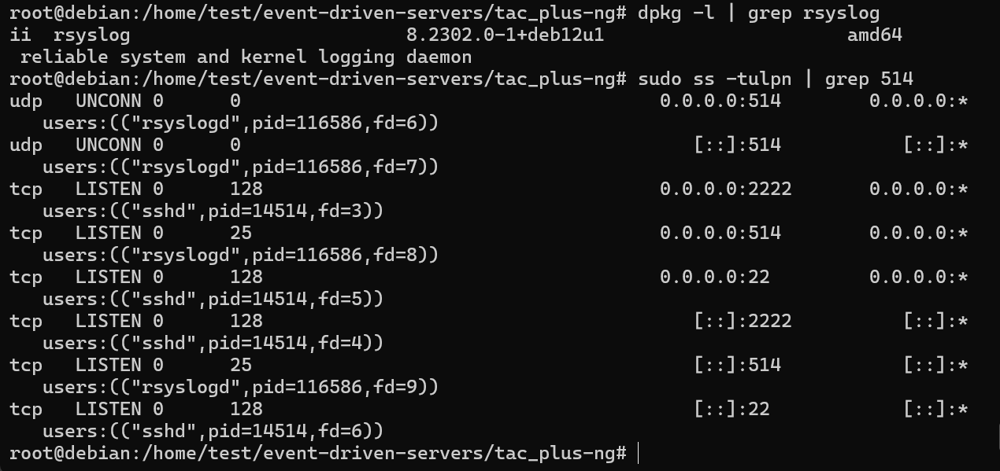 root@debian:/home/test/event-driven-servers/tac_plus-ng# dpkg -l | grep rsyslog
ii  rsyslog                         8.2302.0-1+deb12u1                      amd64
 reliable system and kernel logging daemon
root@debian:/home/test/event-driven-servers/tac_plus-ng# sudo ss -tulpn | grep 514
udp   UNCONN 0      0                                      0.0.0.0:514        0.0.0.0:*
   users:(("rsyslogd",pid=116586,fd=6))
udp   UNCONN 0      0                                         [::]:514           [::]:*
   users:(("rsyslogd",pid=116586,fd=7))
tcp   LISTEN 0      128                                    0.0.0.0:2222       0.0.0.0:*
   users:(("sshd",pid=14514,fd=3))
tcp   LISTEN 0      25                                     0.0.0.0:514        0.0.0.0:*
   users:(("rsyslogd",pid=116586,fd=8))
tcp   LISTEN 0      128                                    0.0.0.0:22         0.0.0.0:*
   users:(("sshd",pid=14514,fd=5))
tcp   LISTEN 0      128                                       [::]:2222          [::]:*
   users:(("sshd",pid=14514,fd=4))
tcp   LISTEN 0      25                                        [::]:514           [::]:*
   users:(("rsyslogd",pid=116586,fd=9))
tcp   LISTEN 0      128                                       [::]:22            [::]:*
   users:(("sshd",pid=14514,fd=6))
root@debian:/home/test/event-driven-servers/tac_plus-ng#